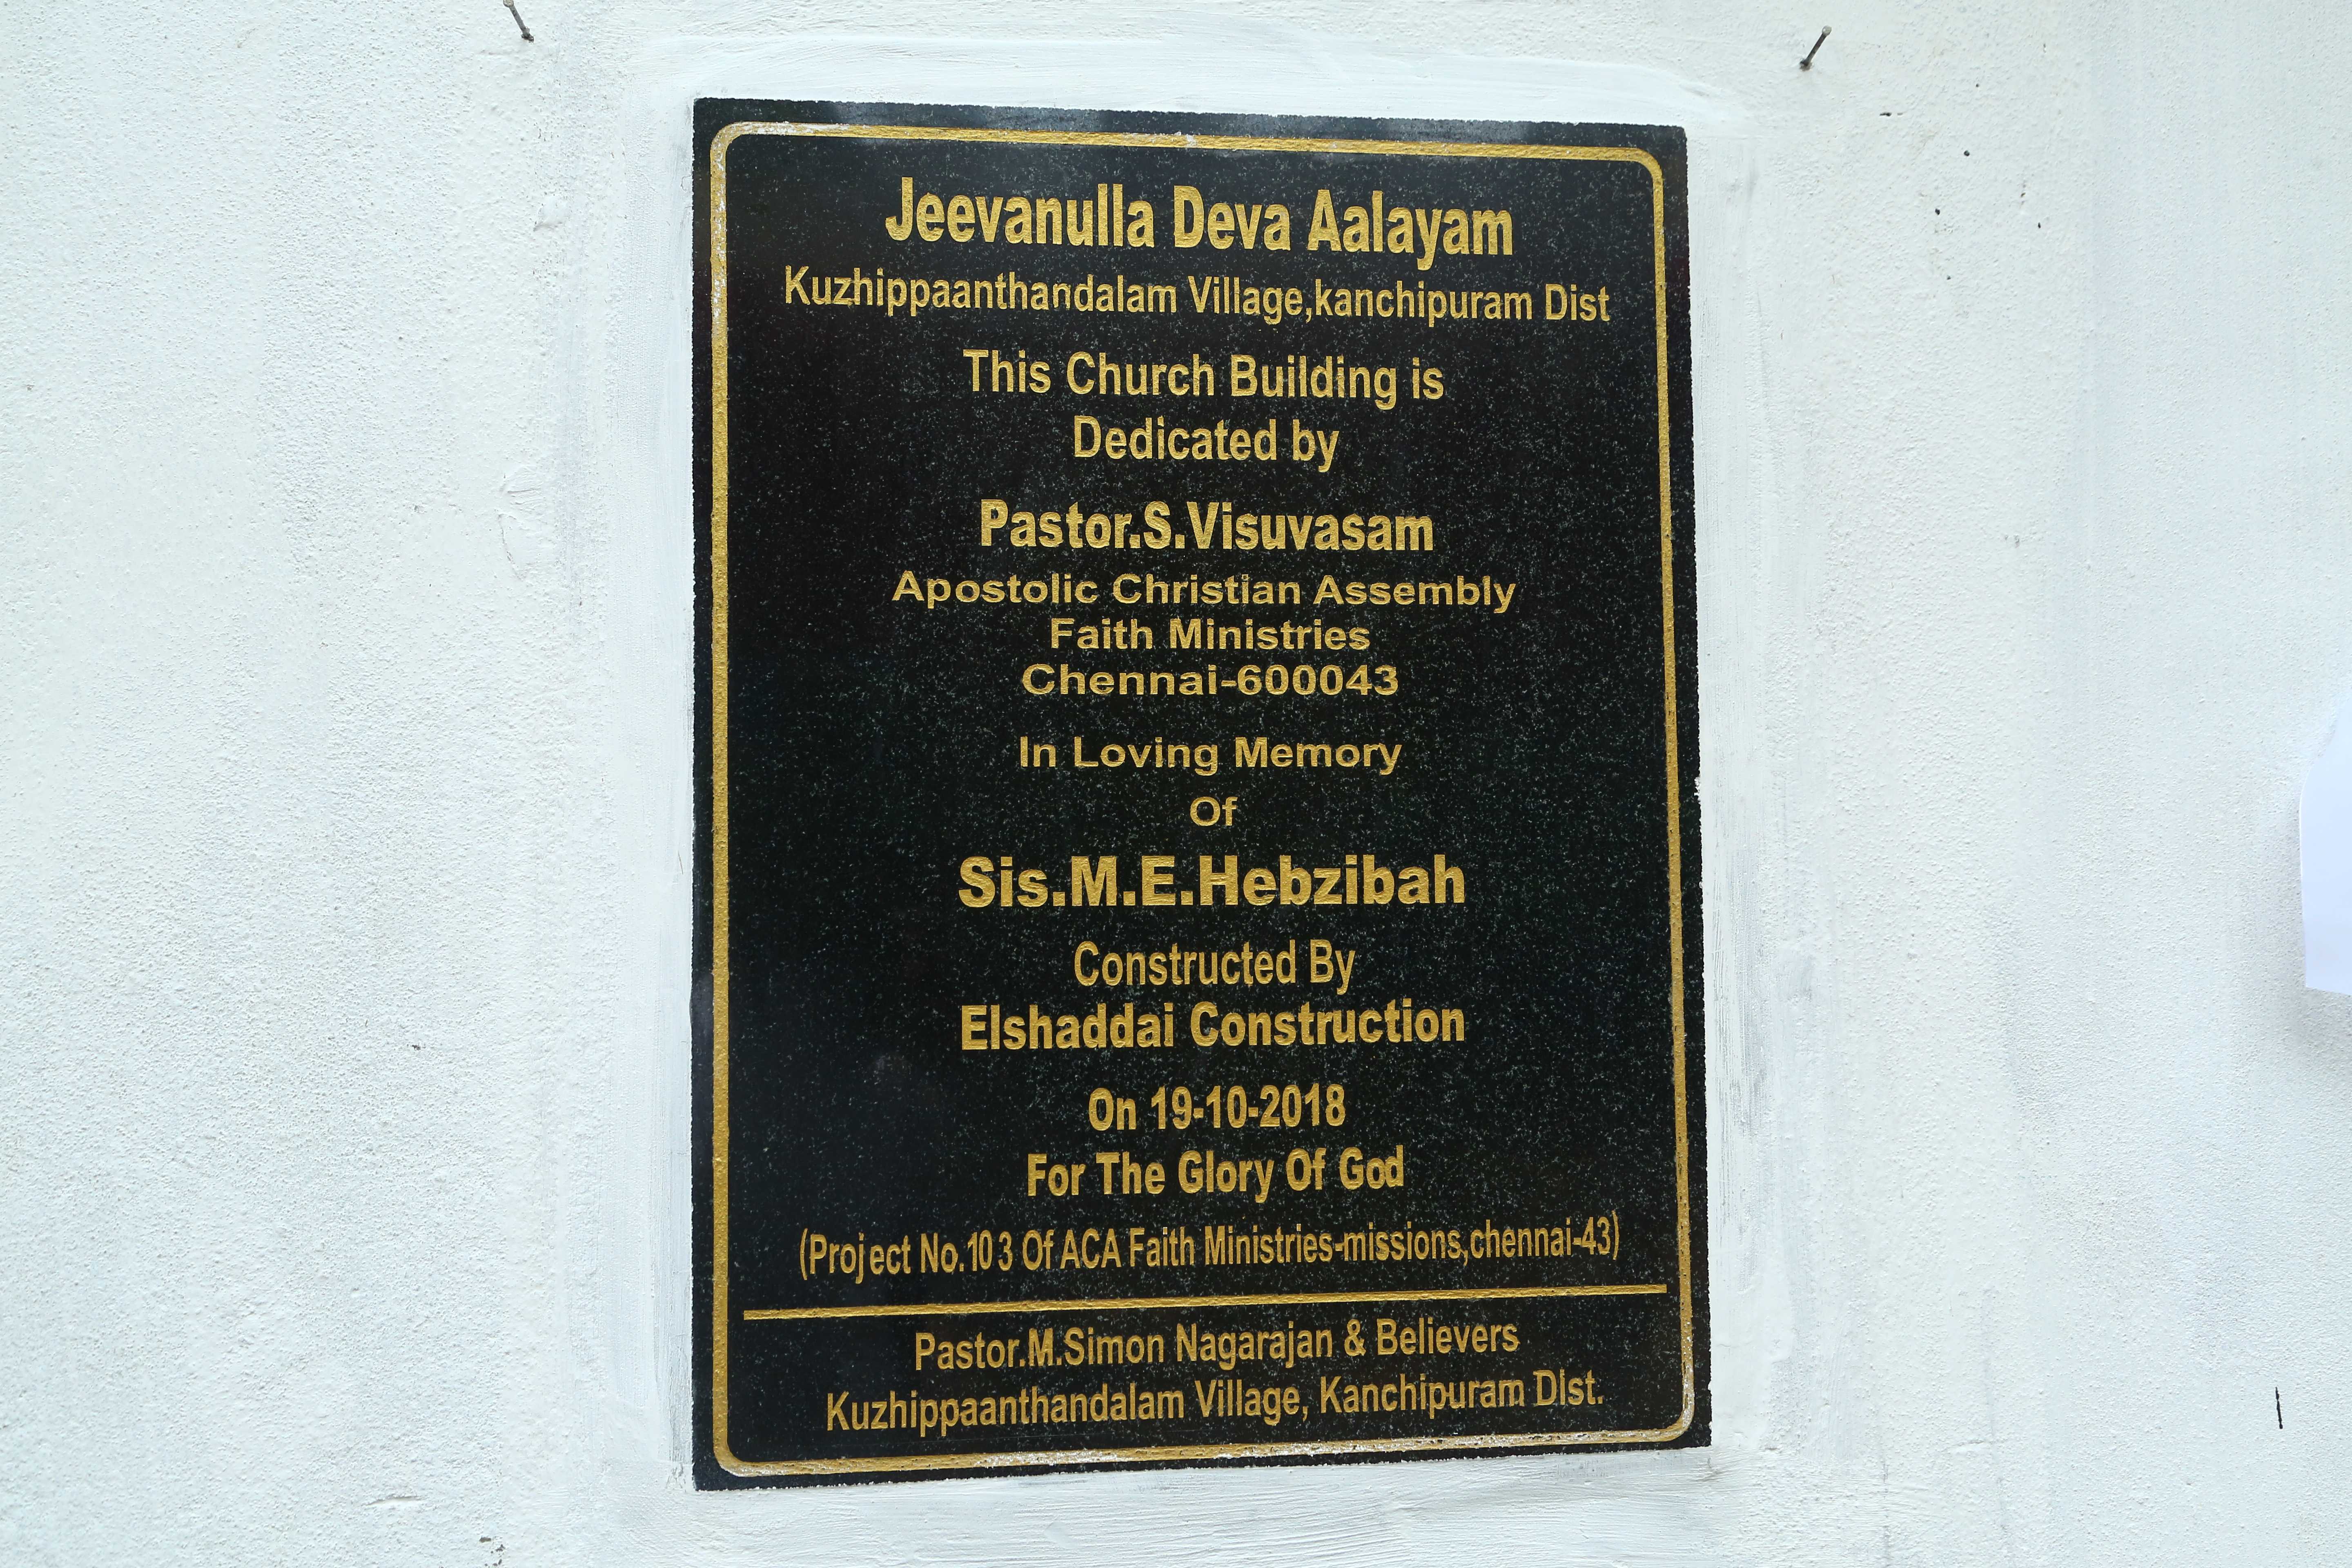 Jeevanulla Deva Aalayam
Kuzhippaanthandalam Village,kanchipuram Dist
This Church Building is
Dedicated by
Pastor.S.Visuvasam
Apostolic Christian Assembly
Faith Ministries
Chennai-600043
In Loving Memory
Of
Sis.M.E.Hebzibah
Constructed By
Elshaddai Construction
On 19-10-2018
For The Glory Of God
(Project No.103 Of ACA Faith Ministries-missions,chennai-43)
Pastor.M.Simon Nagarajan & Believers
Kuzhippaanthandalam Village, Kanchipuram Dist.